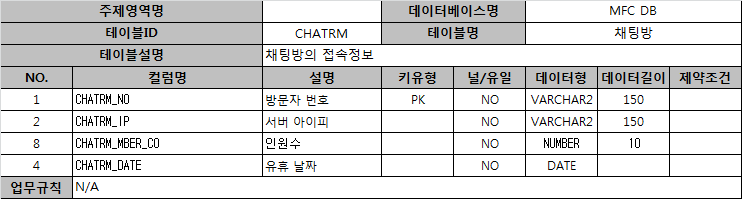 주제영역명 데이터베이스명 MFC DB
테이블ID CHATRM 테이블명 채팅방
테이블설명 채팅방의 접속정보
NO. 컬럼명 설명 키유형 널/유일 데이터형 데이터길이 제약조건
1 CHATRM_NO 방문자 번호 PK NO VARCHAR2 150
2 CHATRM_IP 서버 아이피 NO VARCHAR2 150
8 CHATRM_MBER_CO 인원수 NO NUMBER 10
4 CHATRM_DATE 유휴 날짜 NO DATE
업무규칙 N/A